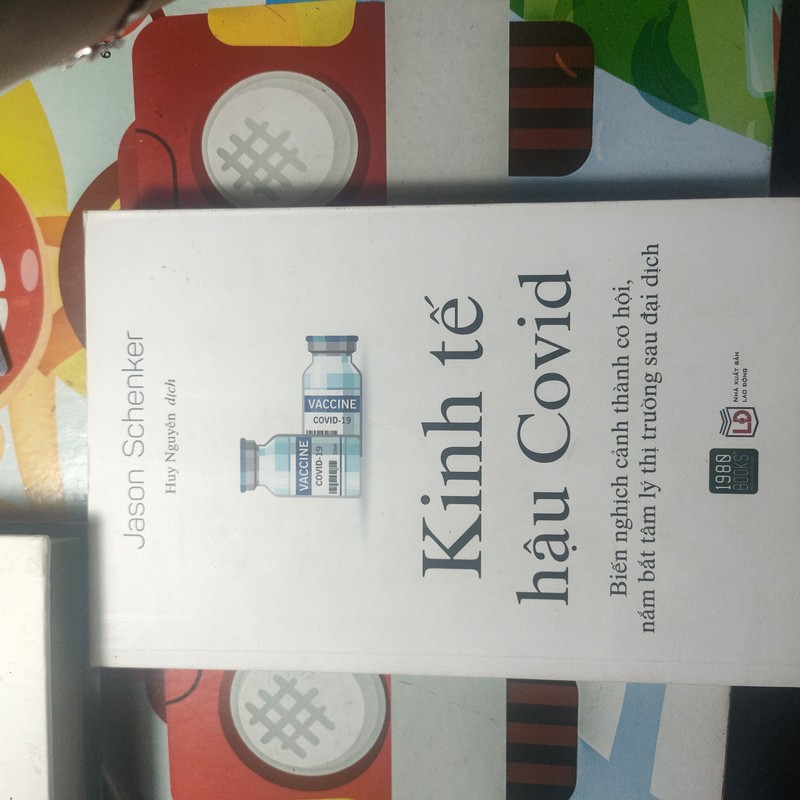 Jason Schenker
Huy Nguyên dịch
VACCINE
COVID-19
VACCINE
COVID-19
Kinh tế
hậu Covid
Biến nghịch cảnh thành cơ hội,
nắm bắt tâm lý thị trường sau đại dịch
1980
BOOKS
LĐ
NHÀ XUẤT BẢN
LAO ĐỘNG